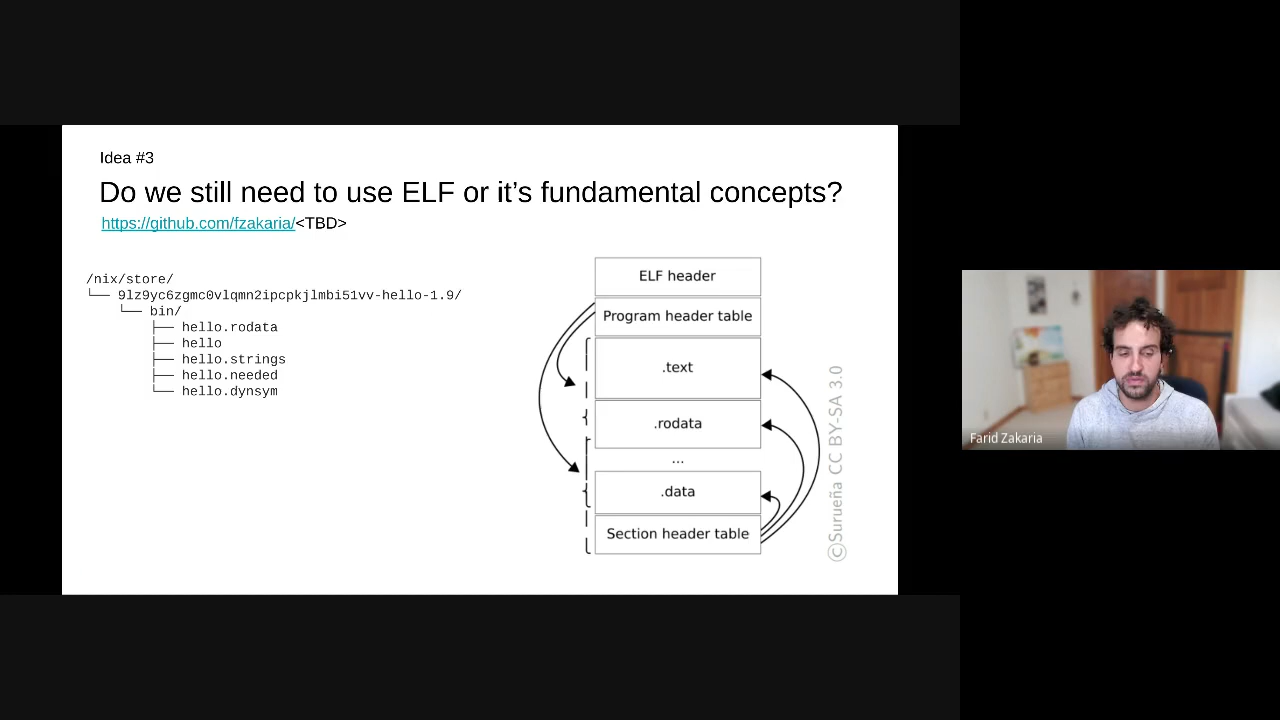 Idea #3
Do we still need to use ELF or it's fundamental concepts?
https://github.com/fzakaria/<TBD>
/nix/store/
└── 9lz9yc6zgmc0vlqmn2ipcpkjlmbi51vv-hello-1.9/
└── bin/
├── hello.rodata
├── hello
├── hello.strings
├── hello.needed
└── hello.dynsym
ELF header
Program header table
.text
.rodata
...
.data
Section header table
©Surueña CC BY-SA 3.0
Farid Zakaria